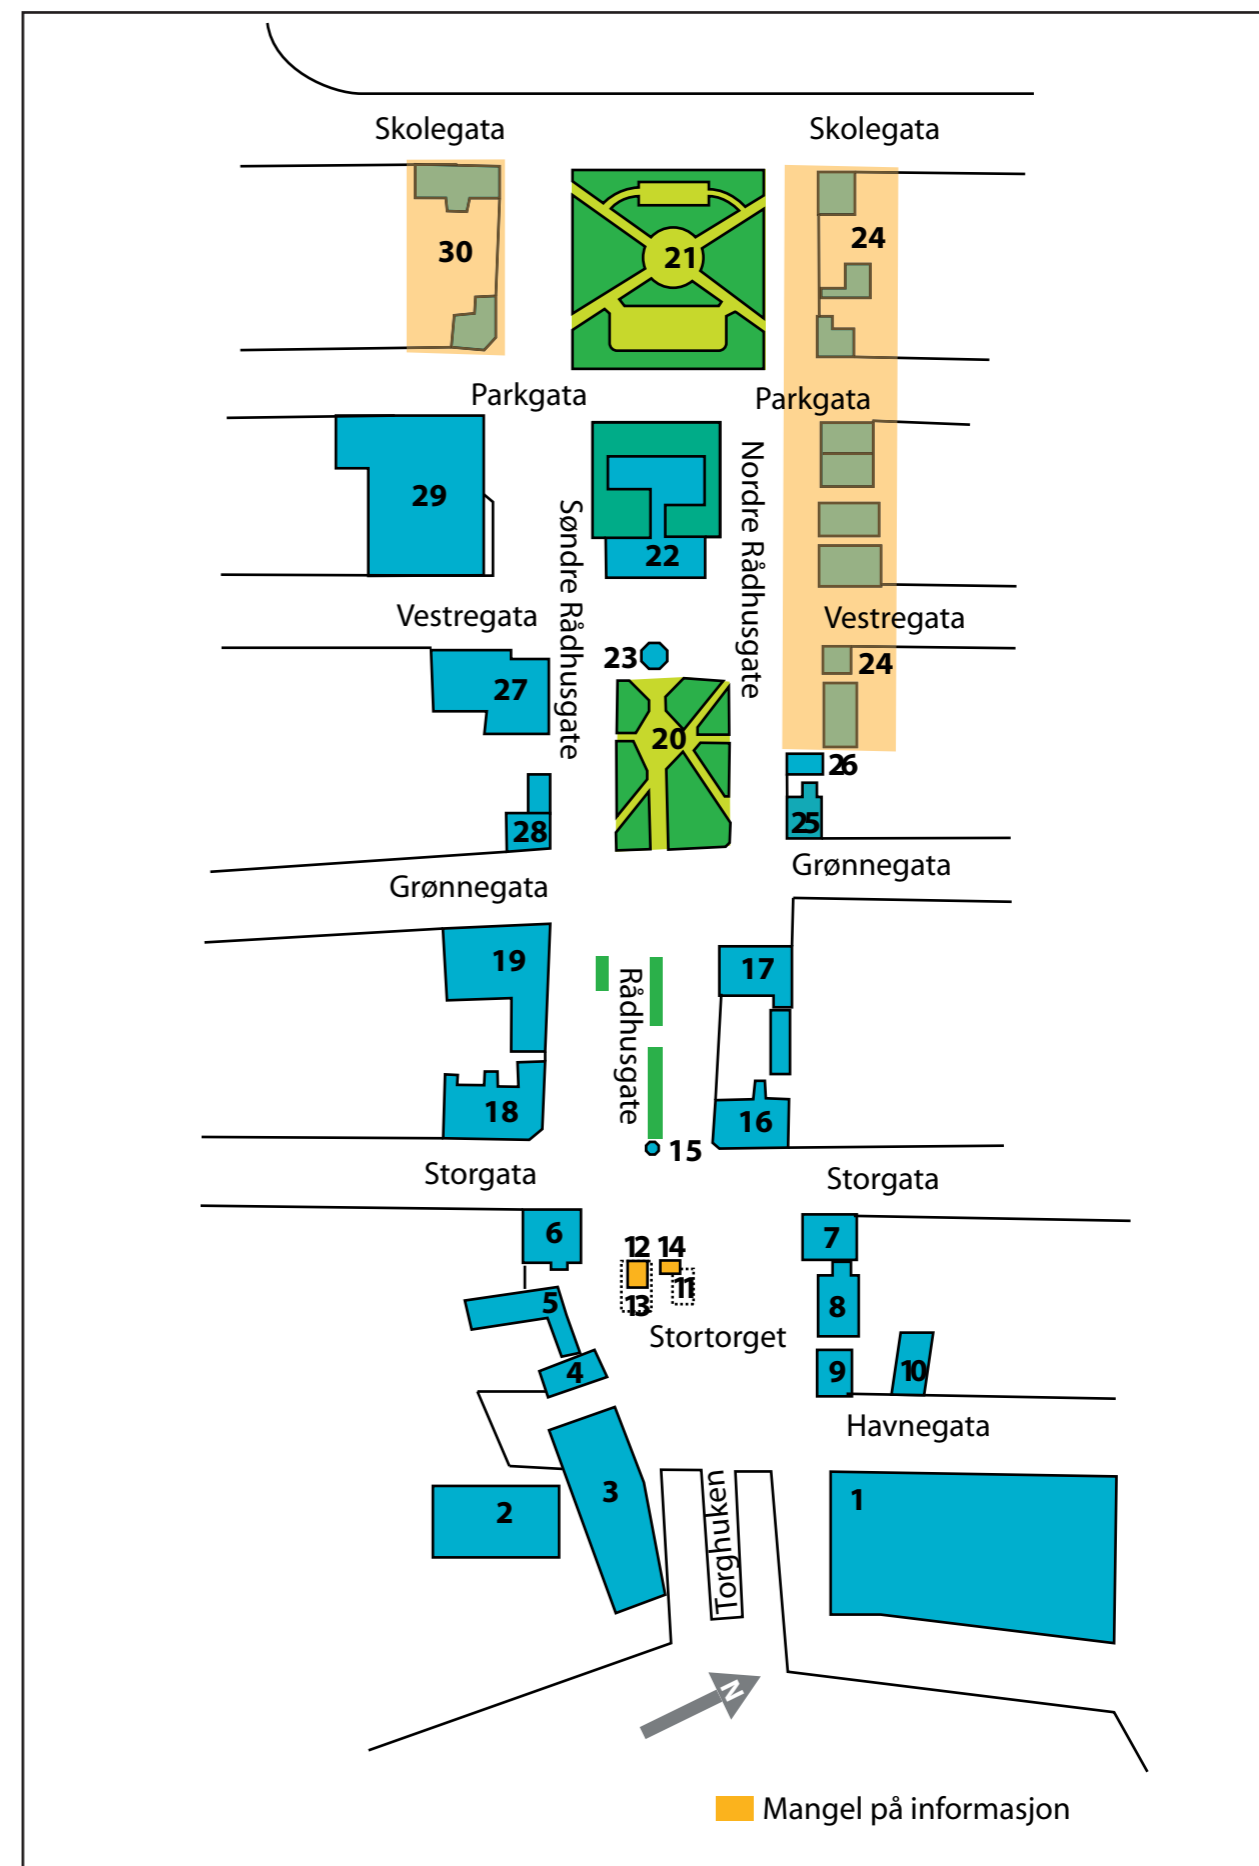 Skolegata
Skolegata
30
21
24
Parkgata
Parkgata
29
22
Søndre Rådhusgate
Nordre Rådhusgate
Vestregata
Vestregata
23
24
27
20
26
28
25
Grønnegata
Grønnegata
19
17
Rådhusgate
18
16
15
Storgata
Storgata
6
12
14
7
5
13
11
8
Stortorget
4
9
10
Havnegata
3
2
1
Torghuken
N
Mangel på informasjon